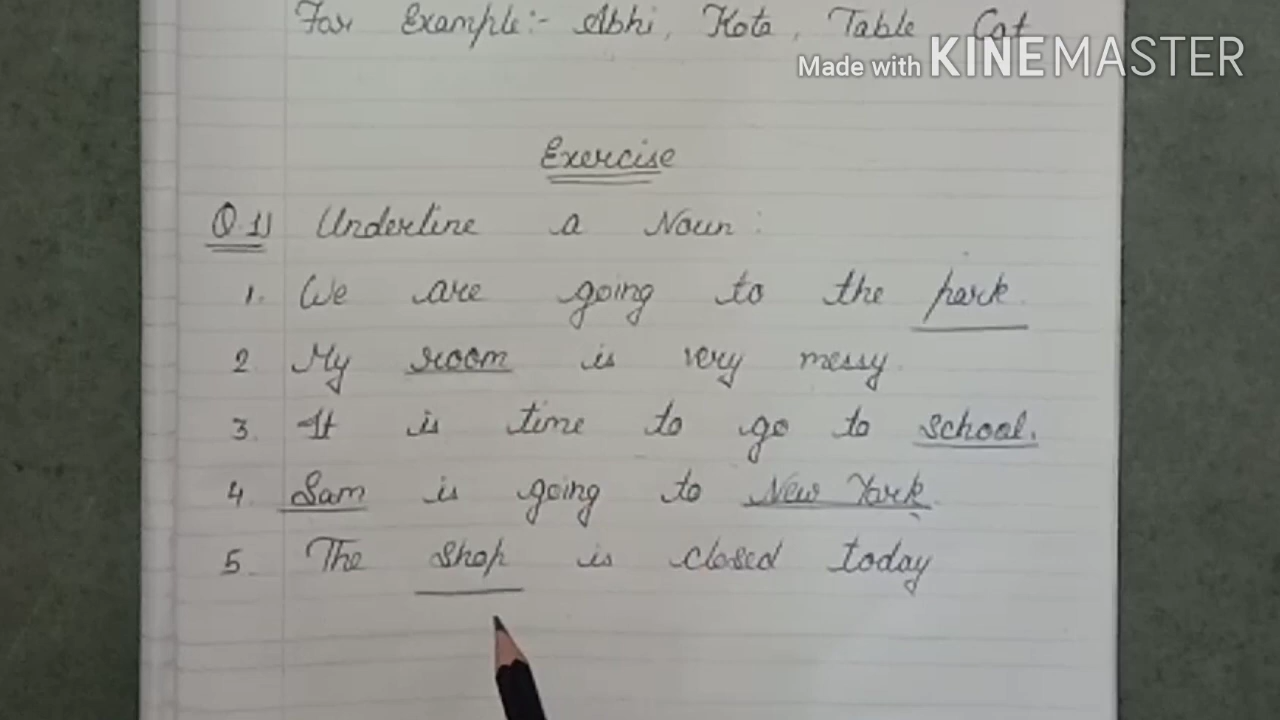 For Example:- Abhi, Kota, Table Cat
Made with KINEMASTER
Exercise
Q.1) Underline a Noun:
1. We are going to the park.
2. My room is very messy.
3. It is time to go to school.
4. Sam is going to New York.
5. The shop is closed today